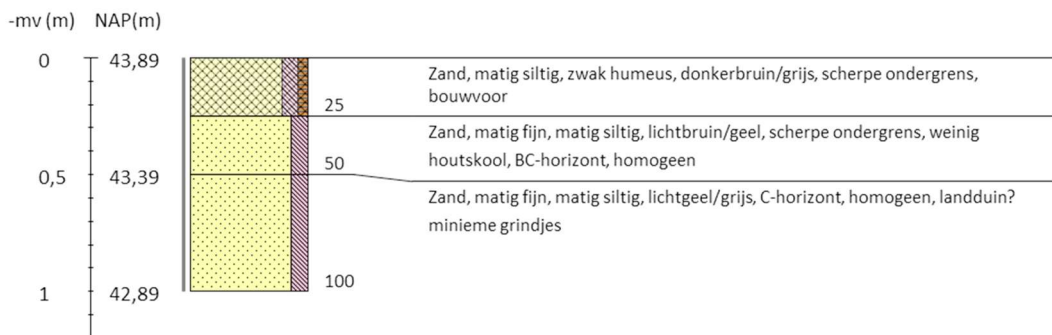 -mv (m) NAP(m)
0 43,89
Zand, matig siltig, zwak humeus, donkerbruin/grijs, scherpe ondergrens,
bouwvoor
25
Zand, matig fijn, matig siltig, lichtbruin/geel, scherpe ondergrens, weinig
houtskool, BC-horizont, homogeen
50
0,5 43,39
Zand, matig fijn, matig siltig, lichtgeel/grijs, C-horizont, homogeen, landduin?
minieme grindjes
100
1 42,89